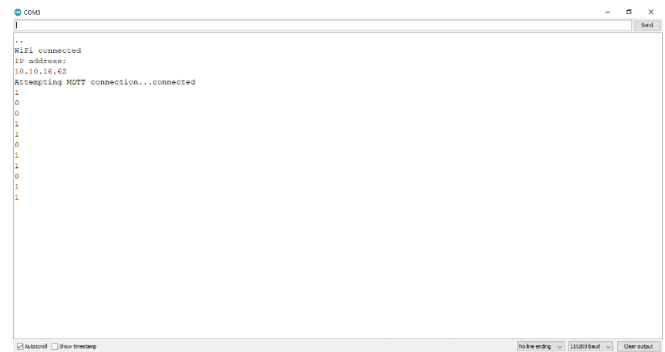 COM3
Send
..
WiFi connected
IP address:
10.10.16.62
Attempting MQTT connection...connected
1
0
0
1
1
0
1
1
0
1
1
Autoscroll Show timestamp No line ending 115200 baud Clear output